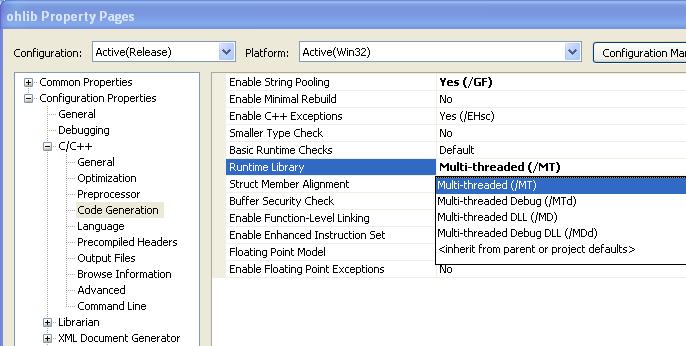 ohlib Property Pages
Configuration: Active(Release) Platform: Active(Win32) Configuration
Common Properties
Configuration Properties
General
Debugging
C/C++
General
Optimization
Preprocessor
Code Generation
Language
Precompiled Headers
Output Files
Browse Information
Advanced
Command Line
Librarian
XML Document Generator
Enable String Pooling Yes (/GF)
Enable Minimal Rebuild No
Enable C++ Exceptions Yes (/EHsc)
Smaller Type Check No
Basic Runtime Checks Default
Runtime Library Multi-threaded (/MT)
Struct Member Alignment Multi-threaded (/MT)
Buffer Security Check Multi-threaded Debug (/MTd)
Enable Function-Level Linking Multi-threaded DLL (/MD)
Enable Enhanced Instruction Set Multi-threaded Debug DLL (/MDd)
Floating Point Model <inherit from parent or project defaults>
Enable Floating Point Exceptions No